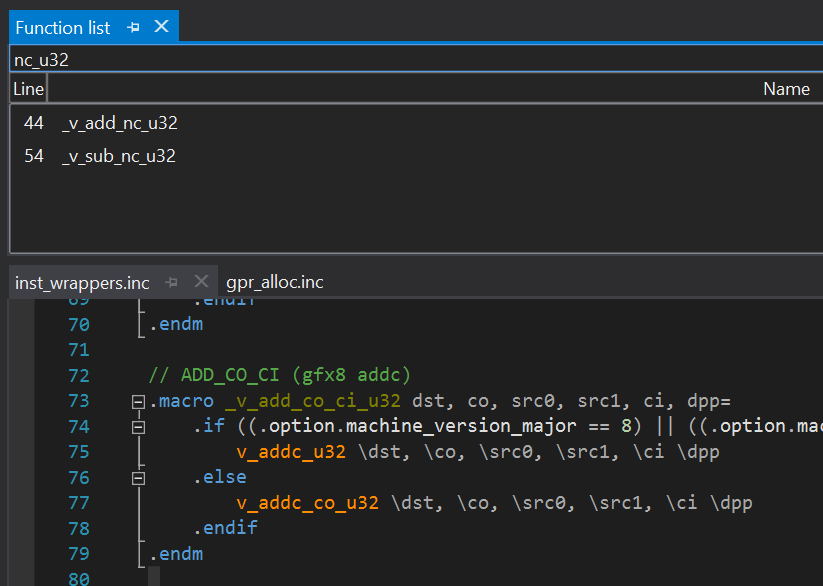 Function list
nc_u32
Line Name
44 _v_add_nc_u32
54 _v_sub_nc_u32
inst_wrappers.inc gpr_alloc.inc
69 .endif
70 .endm
71
72 // ADD_CO_CI (gfx8 addc)
73 .macro _v_add_co_ci_u32 dst, co, src0, src1, ci, dpp=
74 .if ((.option.machine_version_major == 8) || ((.option.mac
75 v_addc_u32 \dst, \co, \src0, \src1, \ci \dpp
76 .else
77 v_addc_co_u32 \dst, \co, \src0, \src1, \ci \dpp
78 .endif
79 .endm
80